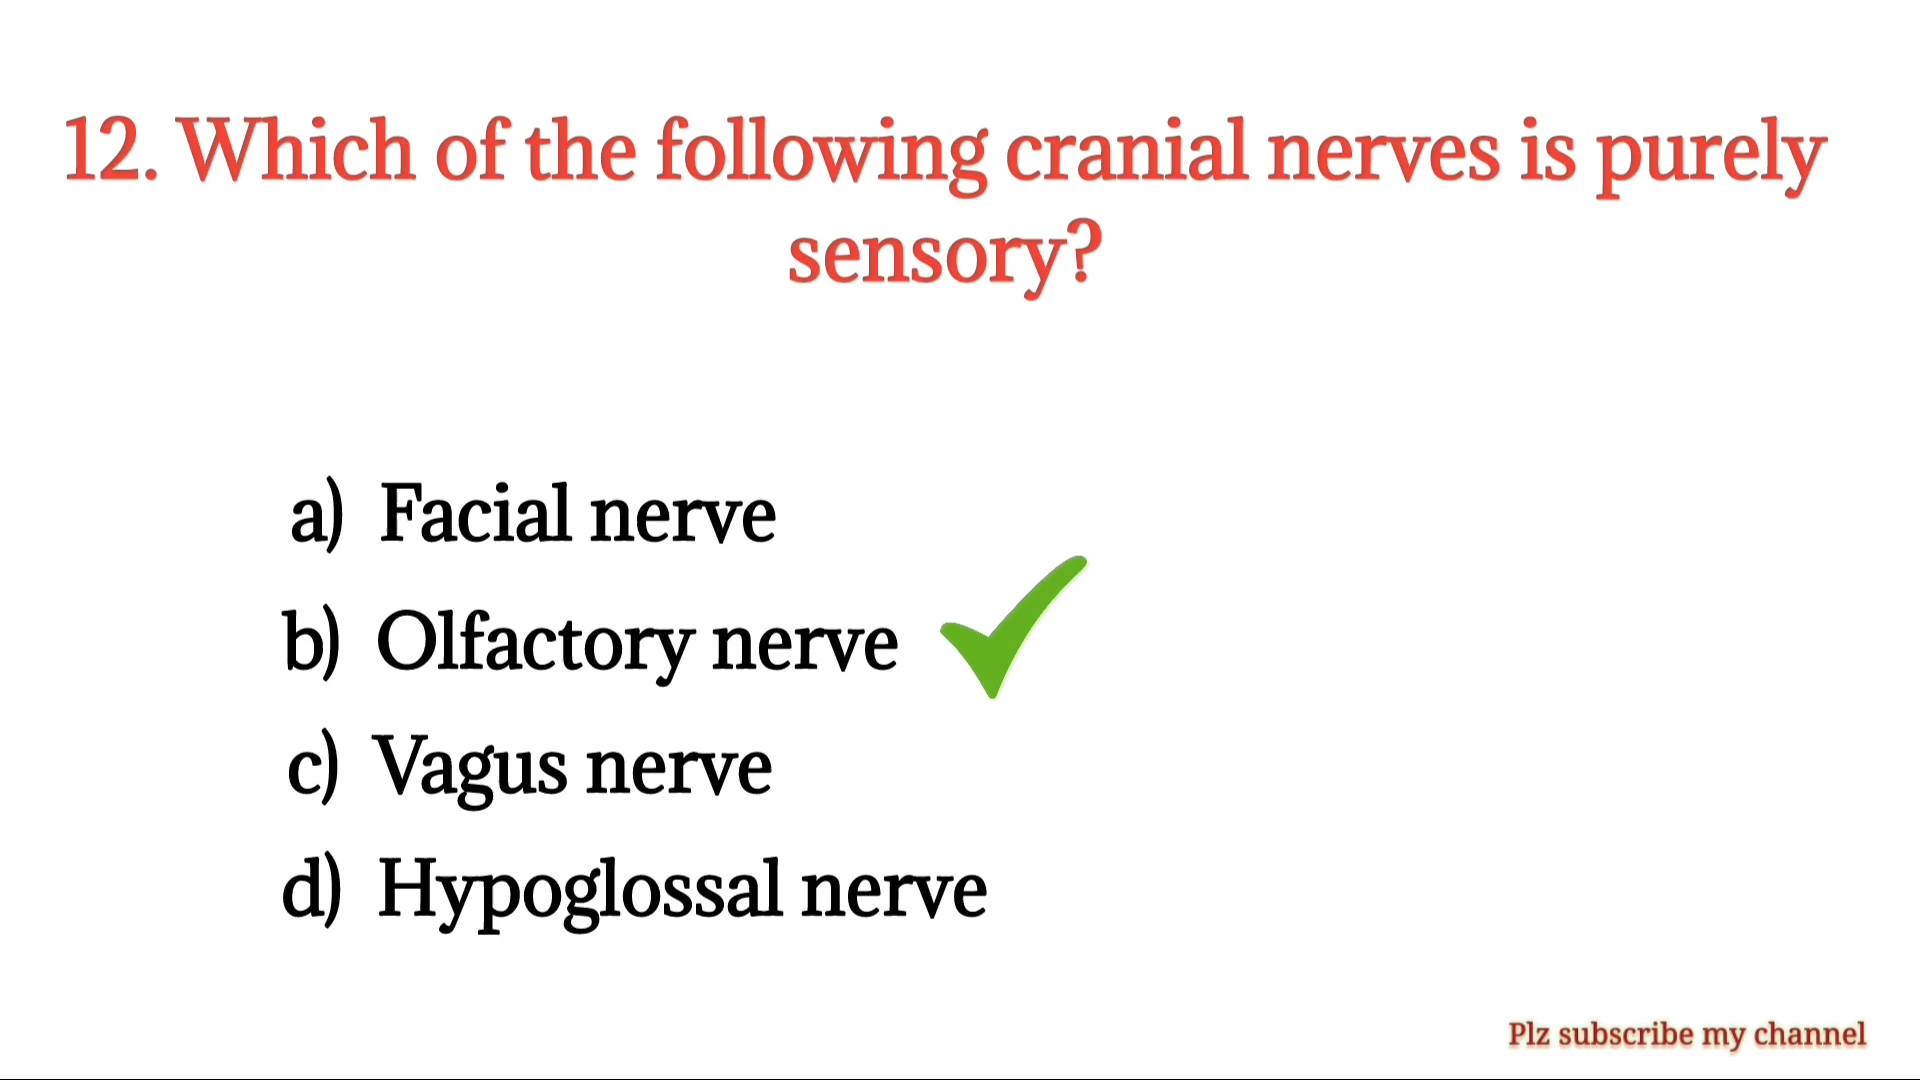 12. Which of the following cranial nerves is purely
sensory?
a) Facial nerve
b) Olfactory nerve
c) Vagus nerve
d) Hypoglossal nerve
Plz subscribe my channel